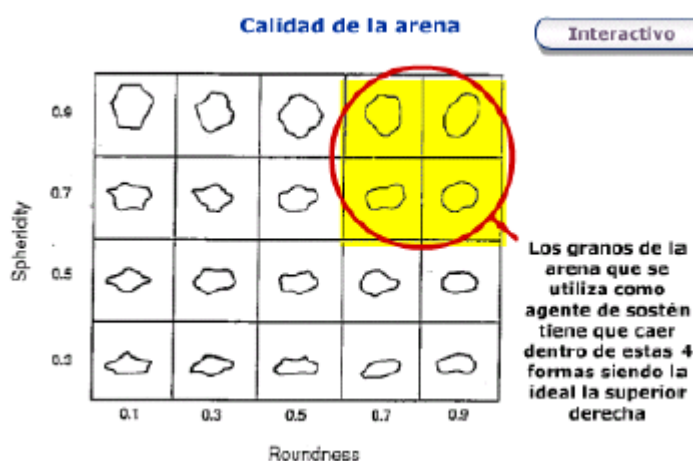 Calidad de la arena
Interactivo
Sphericity
0.9
0.7
0.5
0.3
0.1 0.3 0.5 0.7 0.9
Roundness
Los granos de la
arena que se
utiliza como
agente de sostén
tiene que caer
dentro de estas 4
formas siendo la
ideal la superior
derecha